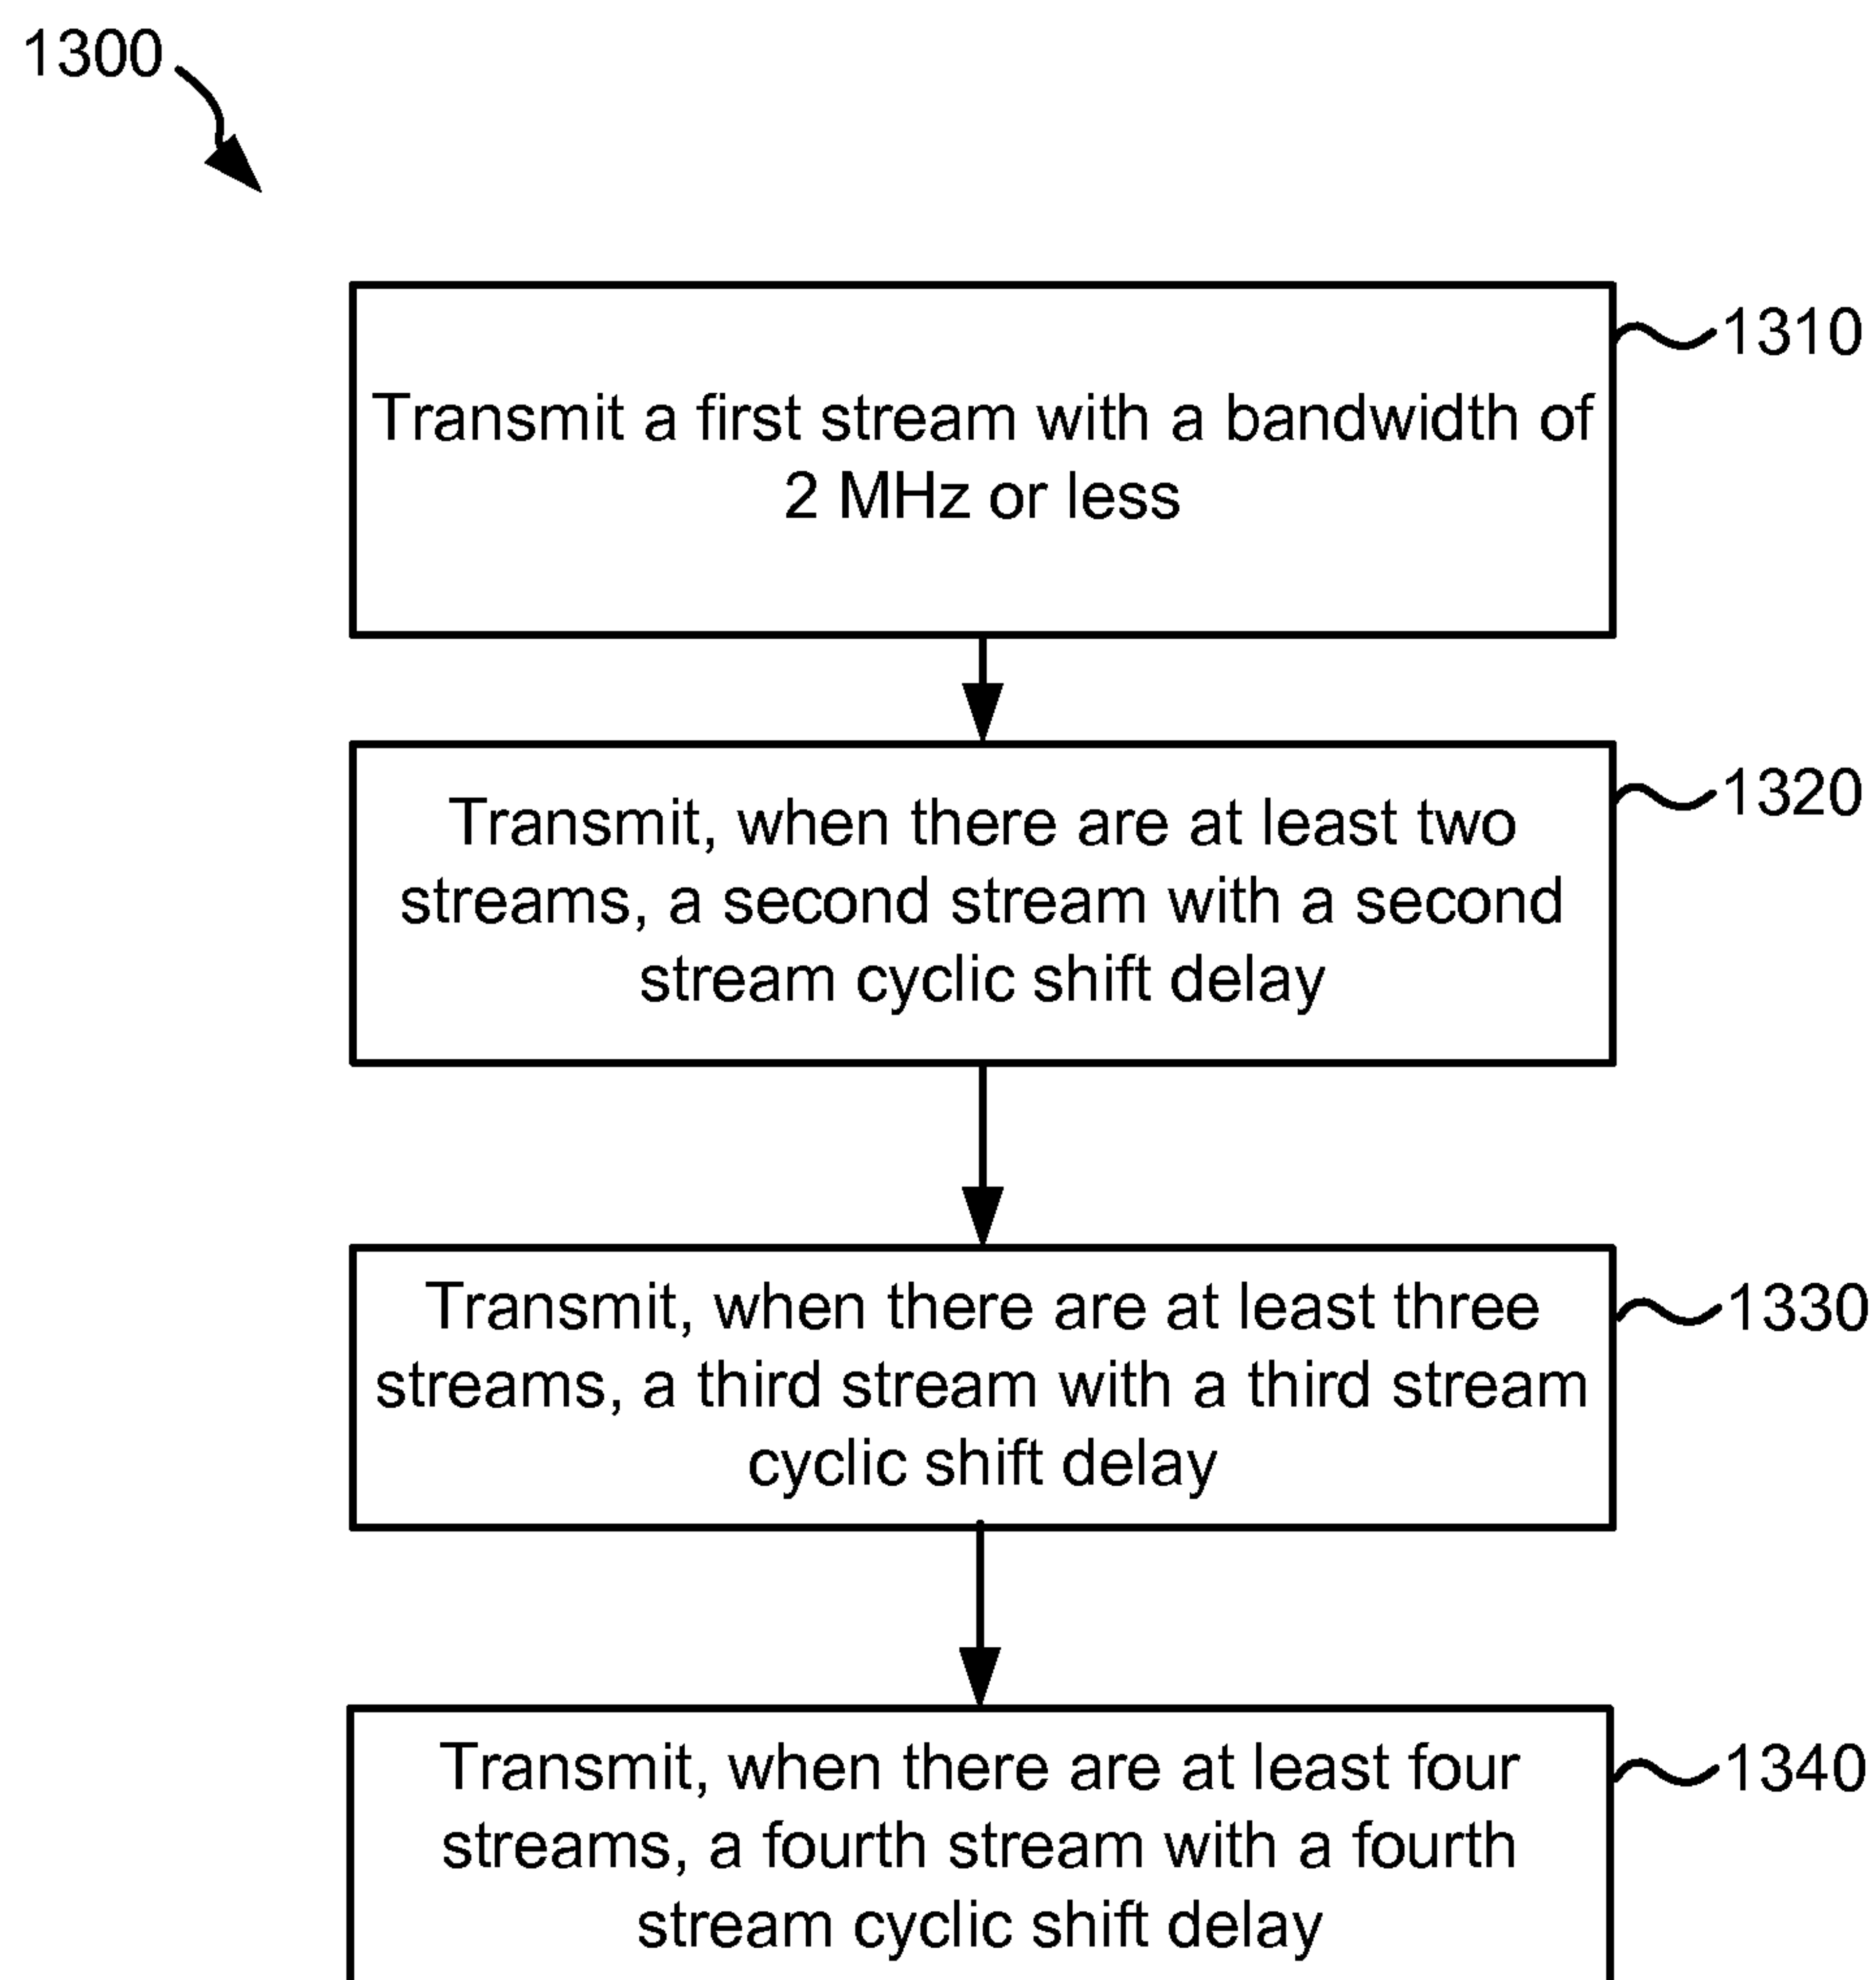 1300
1310
Transmit a first stream with a bandwidth of
2 MHz or less
1320
Transmit, when there are at least two
streams, a second stream with a second
stream cyclic shift delay
1330
Transmit, when there are at least three
streams, a third stream with a third stream
cyclic shift delay
1340
Transmit, when there are at least four
streams, a fourth stream with a fourth
stream cyclic shift delay